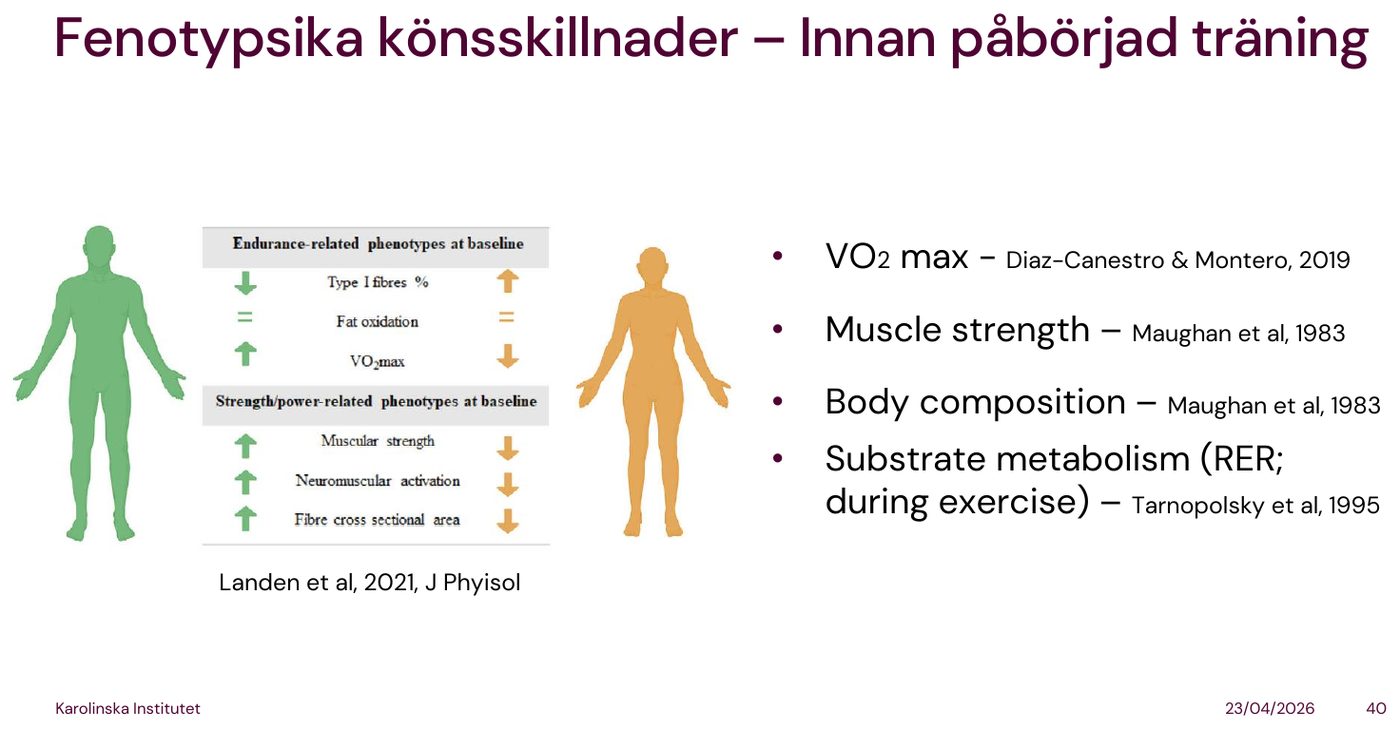 Fenotypsika könsskillnader – Innan påbörjad träning
Endurance-related phenotypes at baseline
Type I fibres %
=
Fat oxidation
=
VO₂max
Strength/power-related phenotypes at baseline
Muscular strength
Neuromuscular activation
Fibre cross sectional area
Landen et al, 2021, J Phyisol
• VO2 max - Diaz-Canestro & Montero, 2019
• Muscle strength – Maughan et al, 1983
• Body composition – Maughan et al, 1983
• Substrate metabolism (RER;
during exercise) – Tarnopolsky et al, 1995
Karolinska Institutet
23/04/2026
40